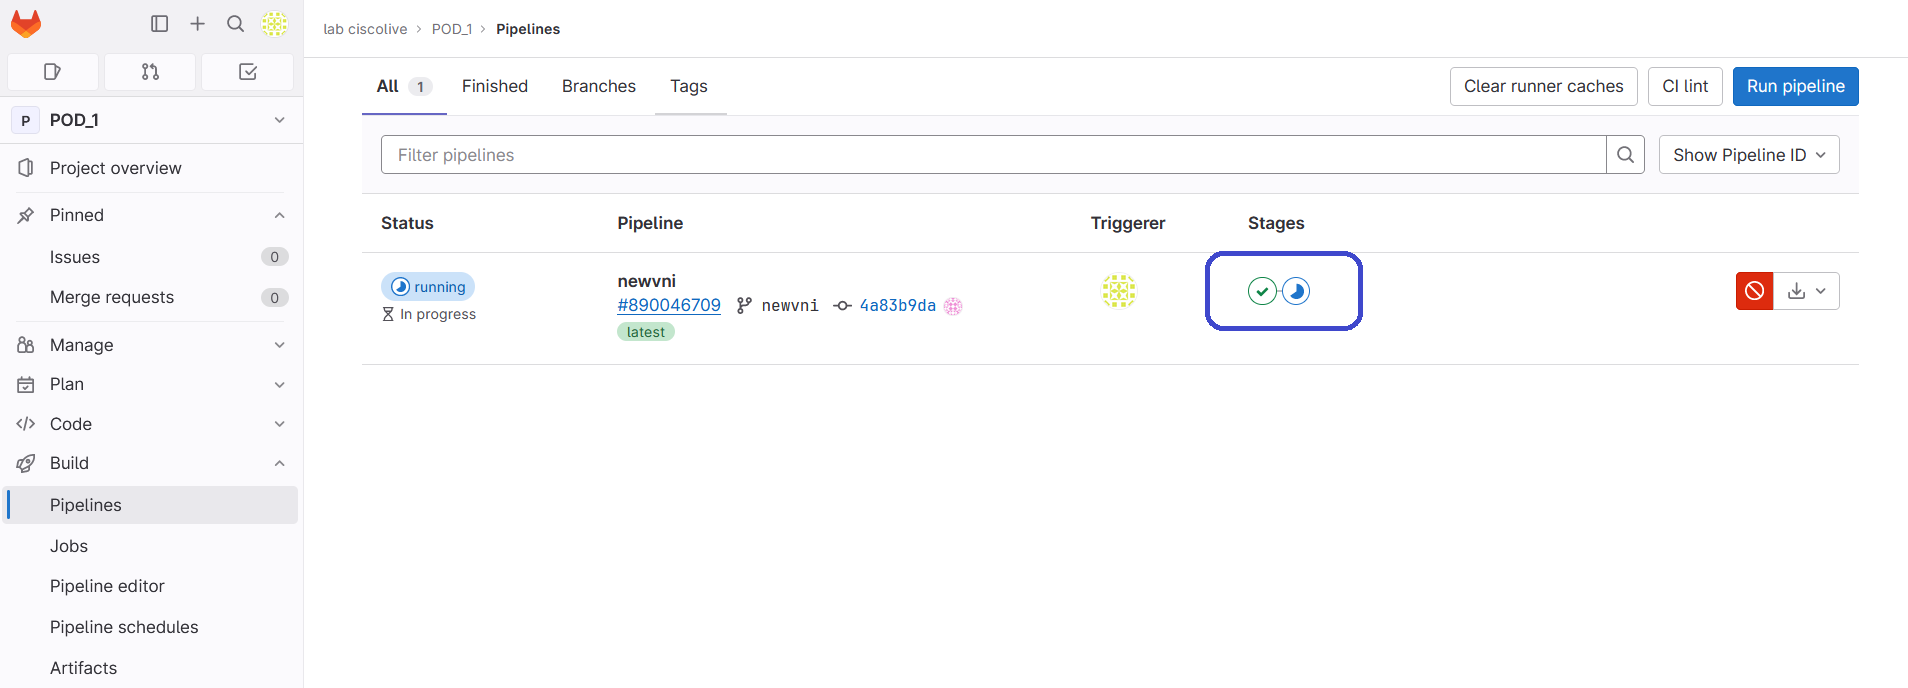 lab ciscolive › POD_1 › Pipelines
P POD_1
Project overview
Pinned
Issues 0
Merge requests 0
Manage
Plan
Code
Build
Pipelines
Jobs
Pipeline editor
Pipeline schedules
Artifacts
All 1 Finished Branches Tags
Clear runner caches CI lint Run pipeline
Filter pipelines
Show Pipeline ID
Status Pipeline Triggerer Stages
running
In progress
newvni
#890046709 newvni 4a83b9da
latest